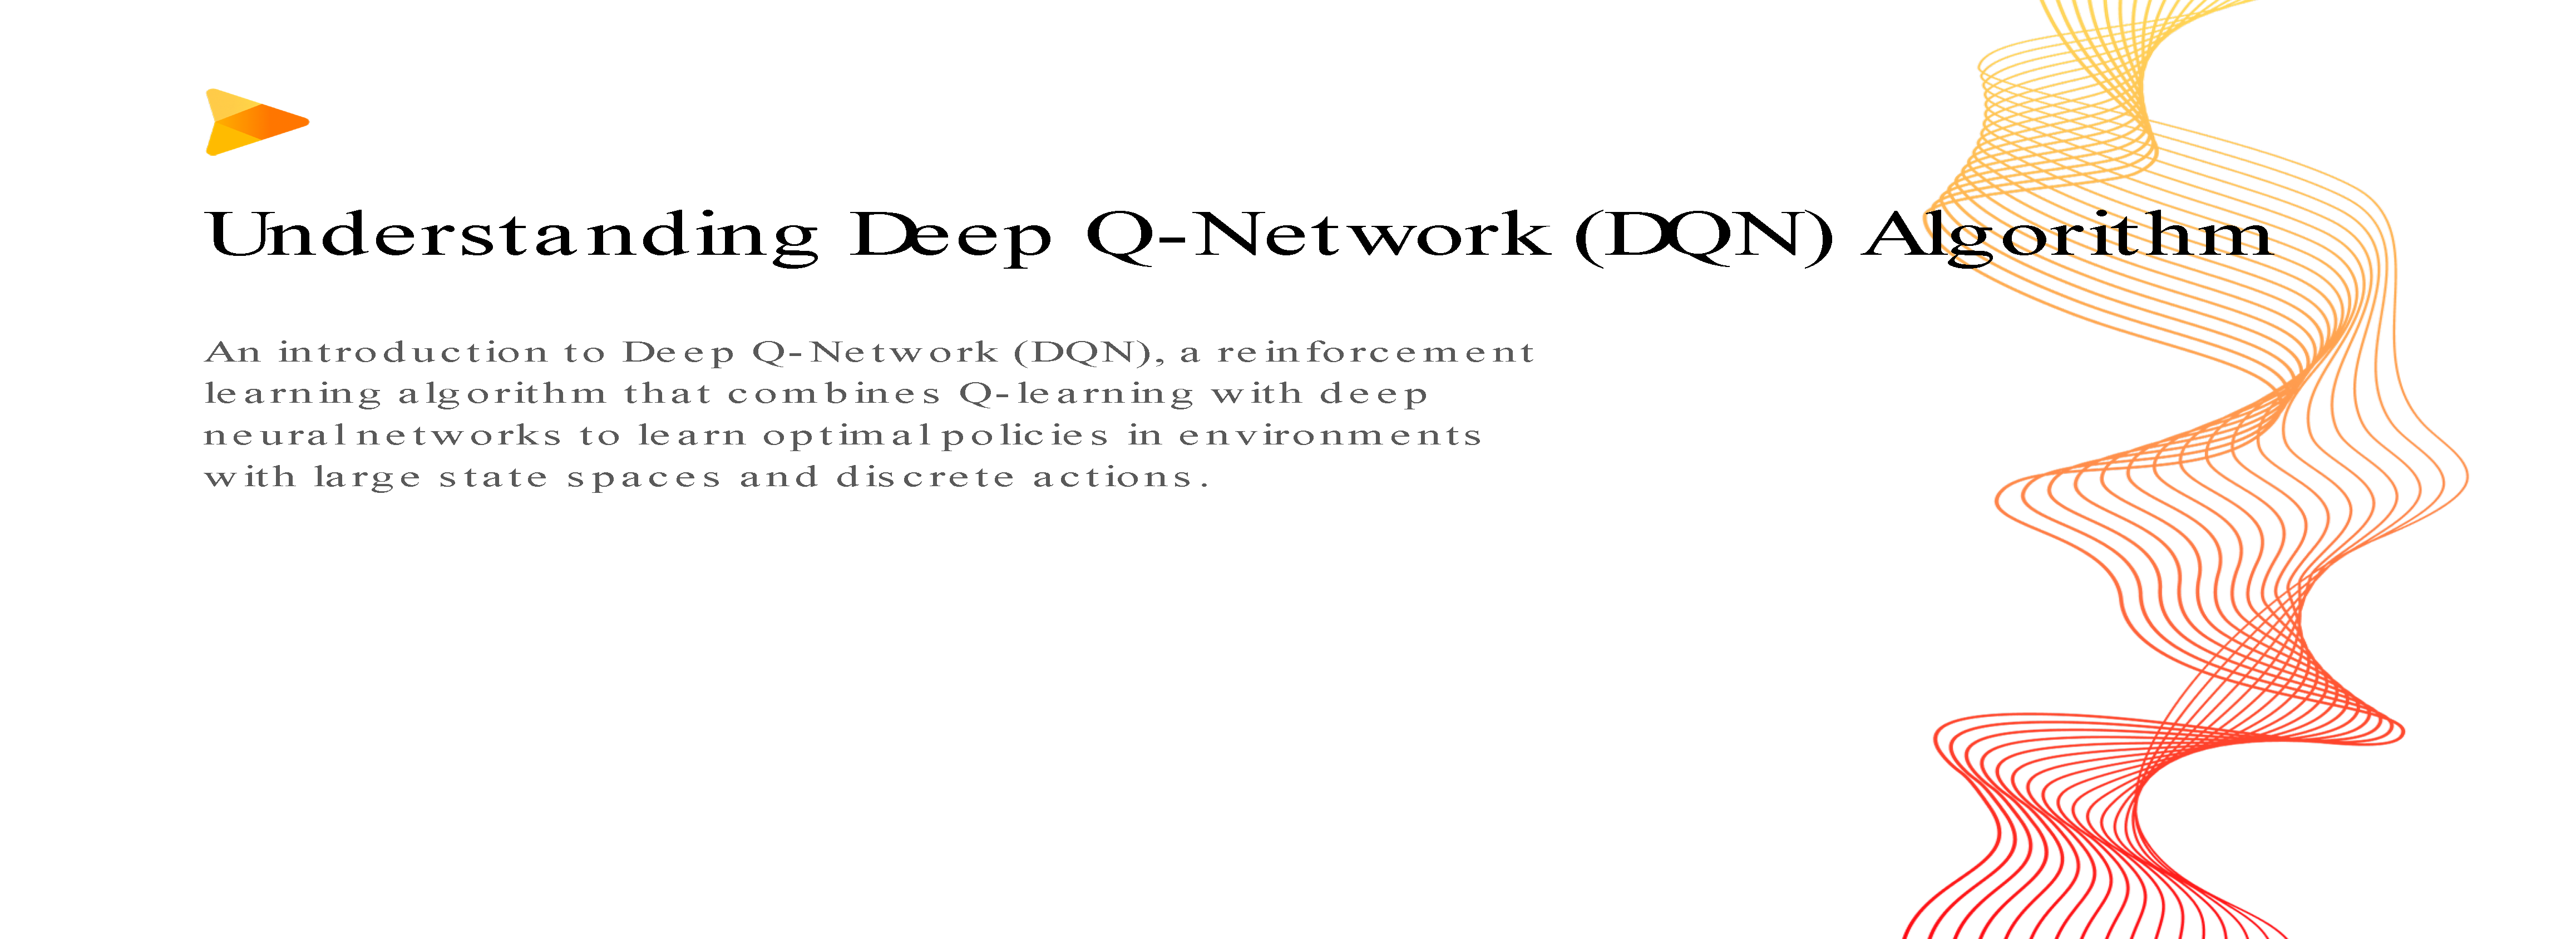 Understanding Deep Q-Network (DQN) Algorithm
An introduction to Deep Q-Network (DQN), a reinforcement
learning algorithm that combines Q-learning with deep
neural networks to learn optimal policies in environments
with large state spaces and discrete actions.